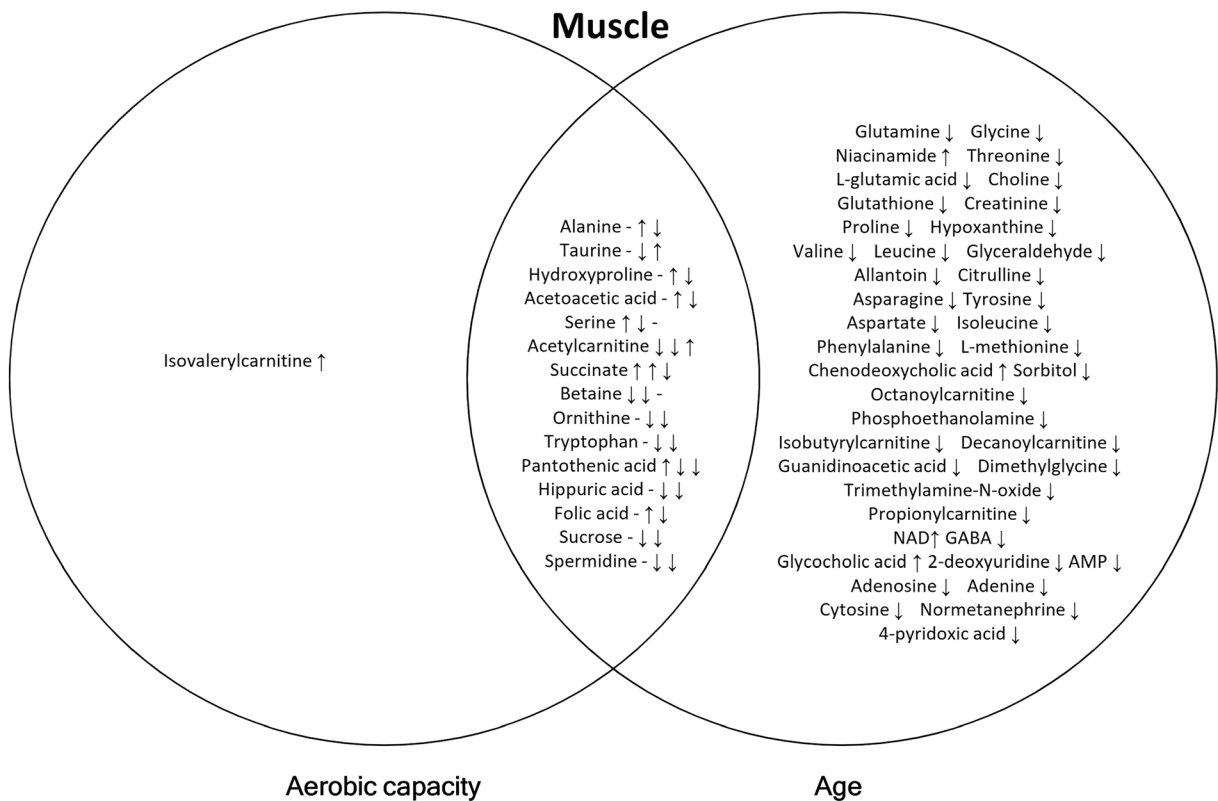 Muscle
Isovalerylcarnitine ↑
Alanine - ↑ ↓
Taurine - ↓ ↑
Hydroxyproline - ↑ ↓
Acetoacetic acid - ↑ ↓
Serine ↑ ↓ -
Acetylcarnitine ↓ ↓ ↑
Succinate ↑ ↑ ↓
Betaine ↓ ↓ -
Ornithine - ↓ ↓
Tryptophan - ↓ ↓
Pantothenic acid ↑ ↓ ↓
Hippuric acid - ↓ ↓
Folic acid - ↑ ↓
Sucrose - ↓ ↓
Spermidine - ↓ ↓
Glutamine ↓ Glycine ↓
Niacinamide ↑ Threonine ↓
L-glutamic acid ↓ Choline ↓
Glutathione ↓ Creatinine ↓
Proline ↓ Hypoxanthine ↓
Valine ↓ Leucine ↓ Glyceraldehyde ↓
Allantoin ↓ Citrulline ↓
Asparagine ↓ Tyrosine ↓
Aspartate ↓ Isoleucine ↓
Phenylalanine ↓ L-methionine ↓
Chenodeoxycholic acid ↑ Sorbitol ↓
Octanoylcarnitine ↓
Phosphoethanolamine ↓
Isobutyrylcarnitine ↓ Decanoylcarnitine ↓
Guanidinoacetic acid ↓ Dimethylglycine ↓
Trimethylamine-N-oxide ↓
Propionylcarnitine ↓
NAD↑ GABA ↓
Glycocholic acid ↑ 2-deoxyuridine ↓ AMP ↓
Adenosine ↓ Adenine ↓
Cytosine ↓ Normetanephrine ↓
4-pyridoxic acid ↓
Aerobic capacity
Age